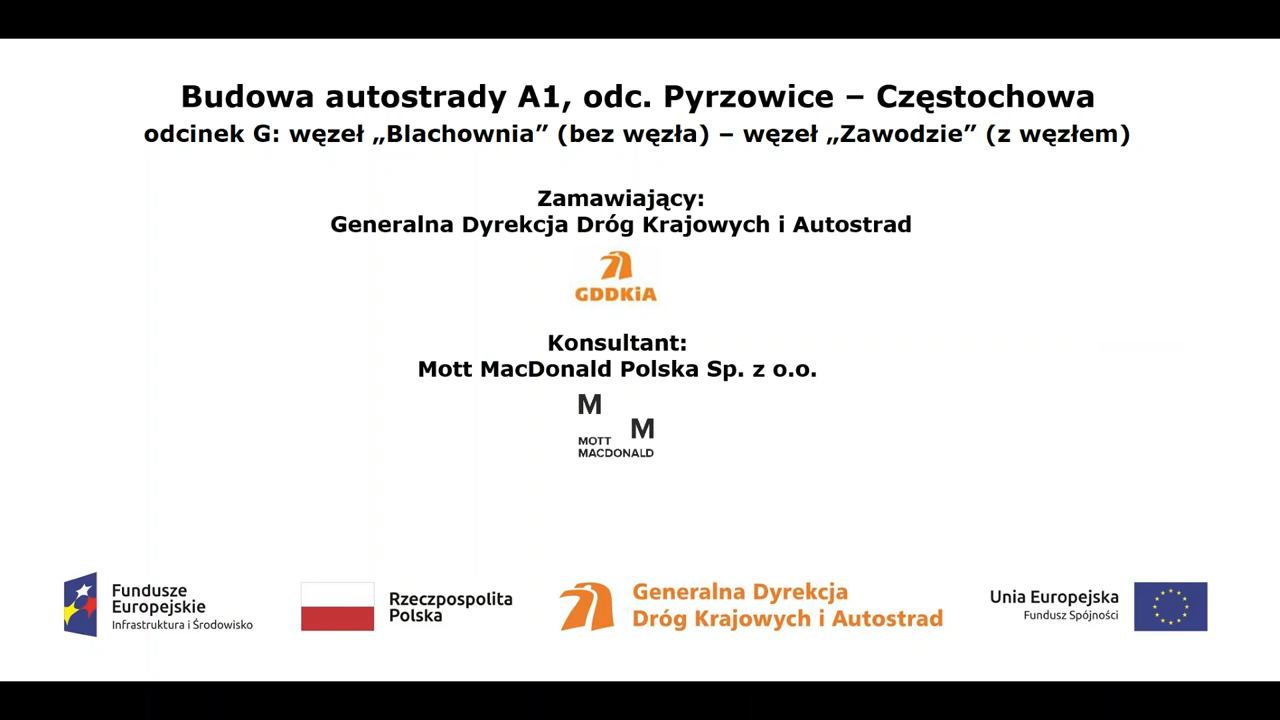 Budowa autostrady A1, odc. Pyrzowice – Częstochowa
odcinek G: węzeł „Blachownia” (bez węzła) – węzeł „Zawodzie” (z węzłem)
Zamawiający:
Generalna Dyrekcja Dróg Krajowych i Autostrad
GDDKiA
Konsultant:
Mott MacDonald Polska Sp. z o.o.
M
M
MOTT
MACDONALD
Fundusze
Europejskie
Infrastruktura i Środowisko
Rzeczpospolita
Polska
Generalna Dyrekcja
Dróg Krajowych i Autostrad
Unia Europejska
Fundusz Spójności